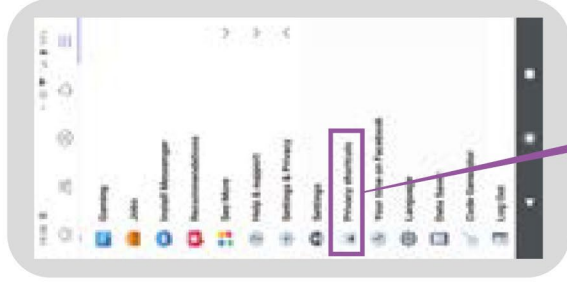 Gaming
Jobs
Install Messenger
Recommendations
See More
Help & support
Settings & Privacy
Settings
Privacy shortcuts
Your Time on Facebook
Language
Data Saver
Code Generator
Log Out